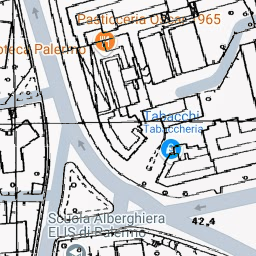 Pasticceria Oscar 1965
oteca Palermo
Tabacchi
Tabaccheria
Scuola Alberghiera
ELIS di Palermo
42,4